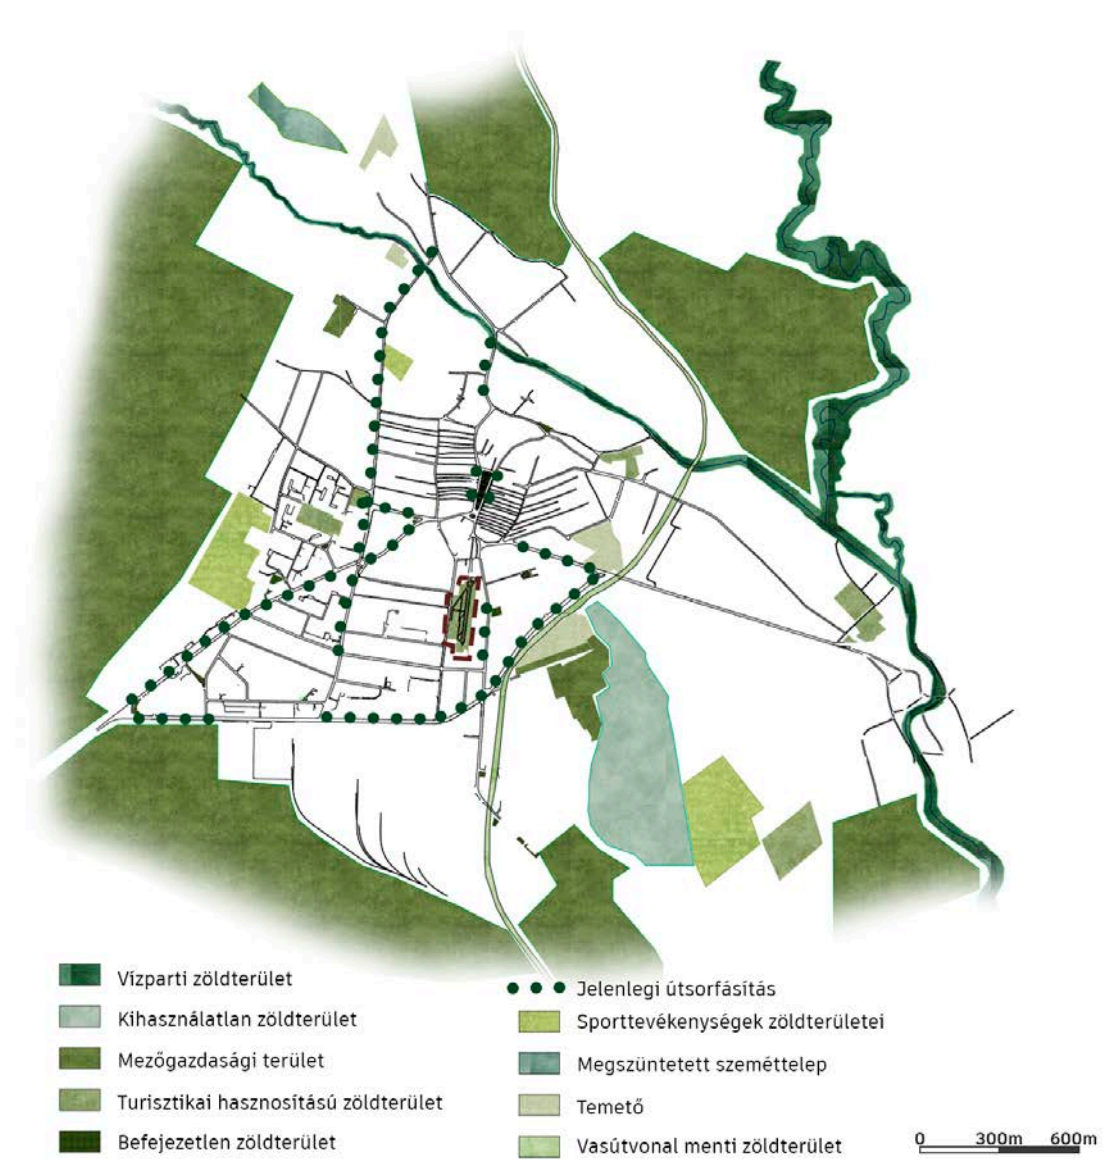 Vízparti zöldterület
Kihasználatlan zöldterület
Mezőgazdasági terület
Turisztikai hasznosítású zöldterület
Befejezetlen zöldterület
Jelenlegi útsorfásítás
Sporttevékenységek zöldterületei
Megszüntetett szeméttelep
Temető
Vasútvonal menti zöldterület
0 300m 600m